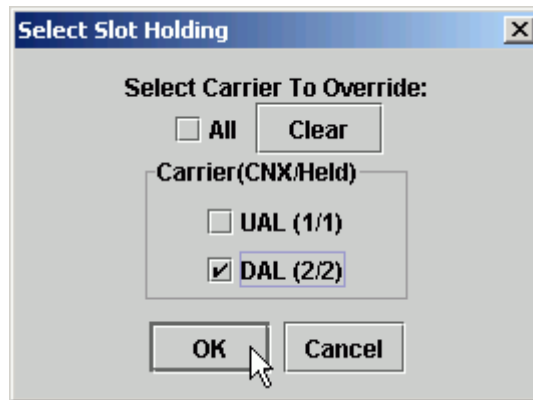 Select Slot Holding
Select Carrier To Override:
All Clear
Carrier(CNX/Held)
UAL (1/1)
DAL (2/2)
OK Cancel